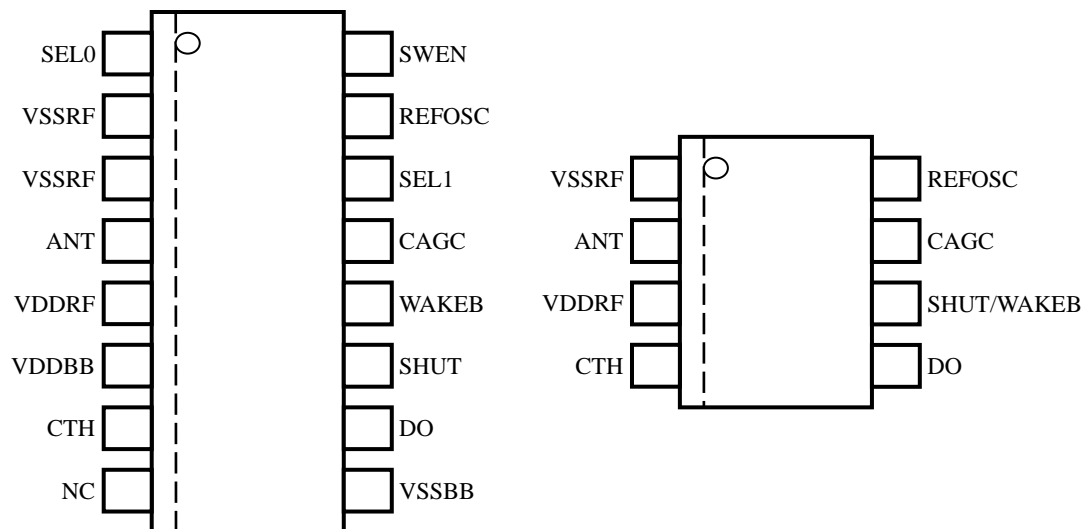 SEL0
VSSRF
VSSRF
ANT
VDDRF
VDDBB
CTH
NC
SWEN
REFOSC
SEL1
CAGC
WAKEB
SHUT
DO
VSSBB
VSSRF
ANT
VDDRF
CTH
REFOSC
CAGC
SHUT/WAKEB
DO